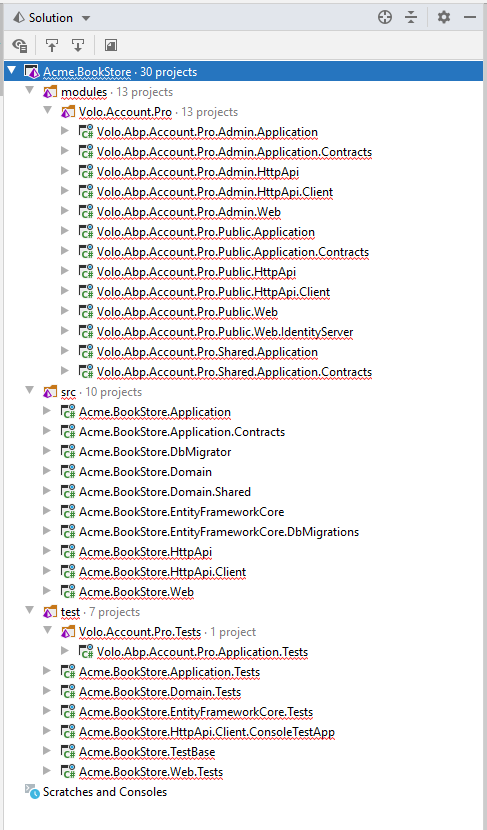 Solution
Acme.BookStore · 30 projects
modules · 13 projects
Volo.Account.Pro · 13 projects
Volo.Abp.Account.Pro.Admin.Application
Volo.Abp.Account.Pro.Admin.Application.Contracts
Volo.Abp.Account.Pro.Admin.HttpApi
Volo.Abp.Account.Pro.Admin.HttpApi.Client
Volo.Abp.Account.Pro.Admin.Web
Volo.Abp.Account.Pro.Public.Application
Volo.Abp.Account.Pro.Public.Application.Contracts
Volo.Abp.Account.Pro.Public.HttpApi
Volo.Abp.Account.Pro.Public.HttpApi.Client
Volo.Abp.Account.Pro.Public.Web
Volo.Abp.Account.Pro.Public.Web.IdentityServer
Volo.Abp.Account.Pro.Shared.Application
Volo.Abp.Account.Pro.Shared.Application.Contracts
src · 10 projects
Acme.BookStore.Application
Acme.BookStore.Application.Contracts
Acme.BookStore.DbMigrator
Acme.BookStore.Domain
Acme.BookStore.Domain.Shared
Acme.BookStore.EntityFrameworkCore
Acme.BookStore.EntityFrameworkCore.DbMigrations
Acme.BookStore.HttpApi
Acme.BookStore.HttpApi.Client
Acme.BookStore.Web
test · 7 projects
Volo.Account.Pro.Tests · 1 project
Volo.Abp.Account.Pro.Application.Tests
Acme.BookStore.Application.Tests
Acme.BookStore.Domain.Tests
Acme.BookStore.EntityFrameworkCore.Tests
Acme.BookStore.HttpApi.Client.ConsoleTestApp
Acme.BookStore.TestBase
Acme.BookStore.Web.Tests
Scratches and Consoles